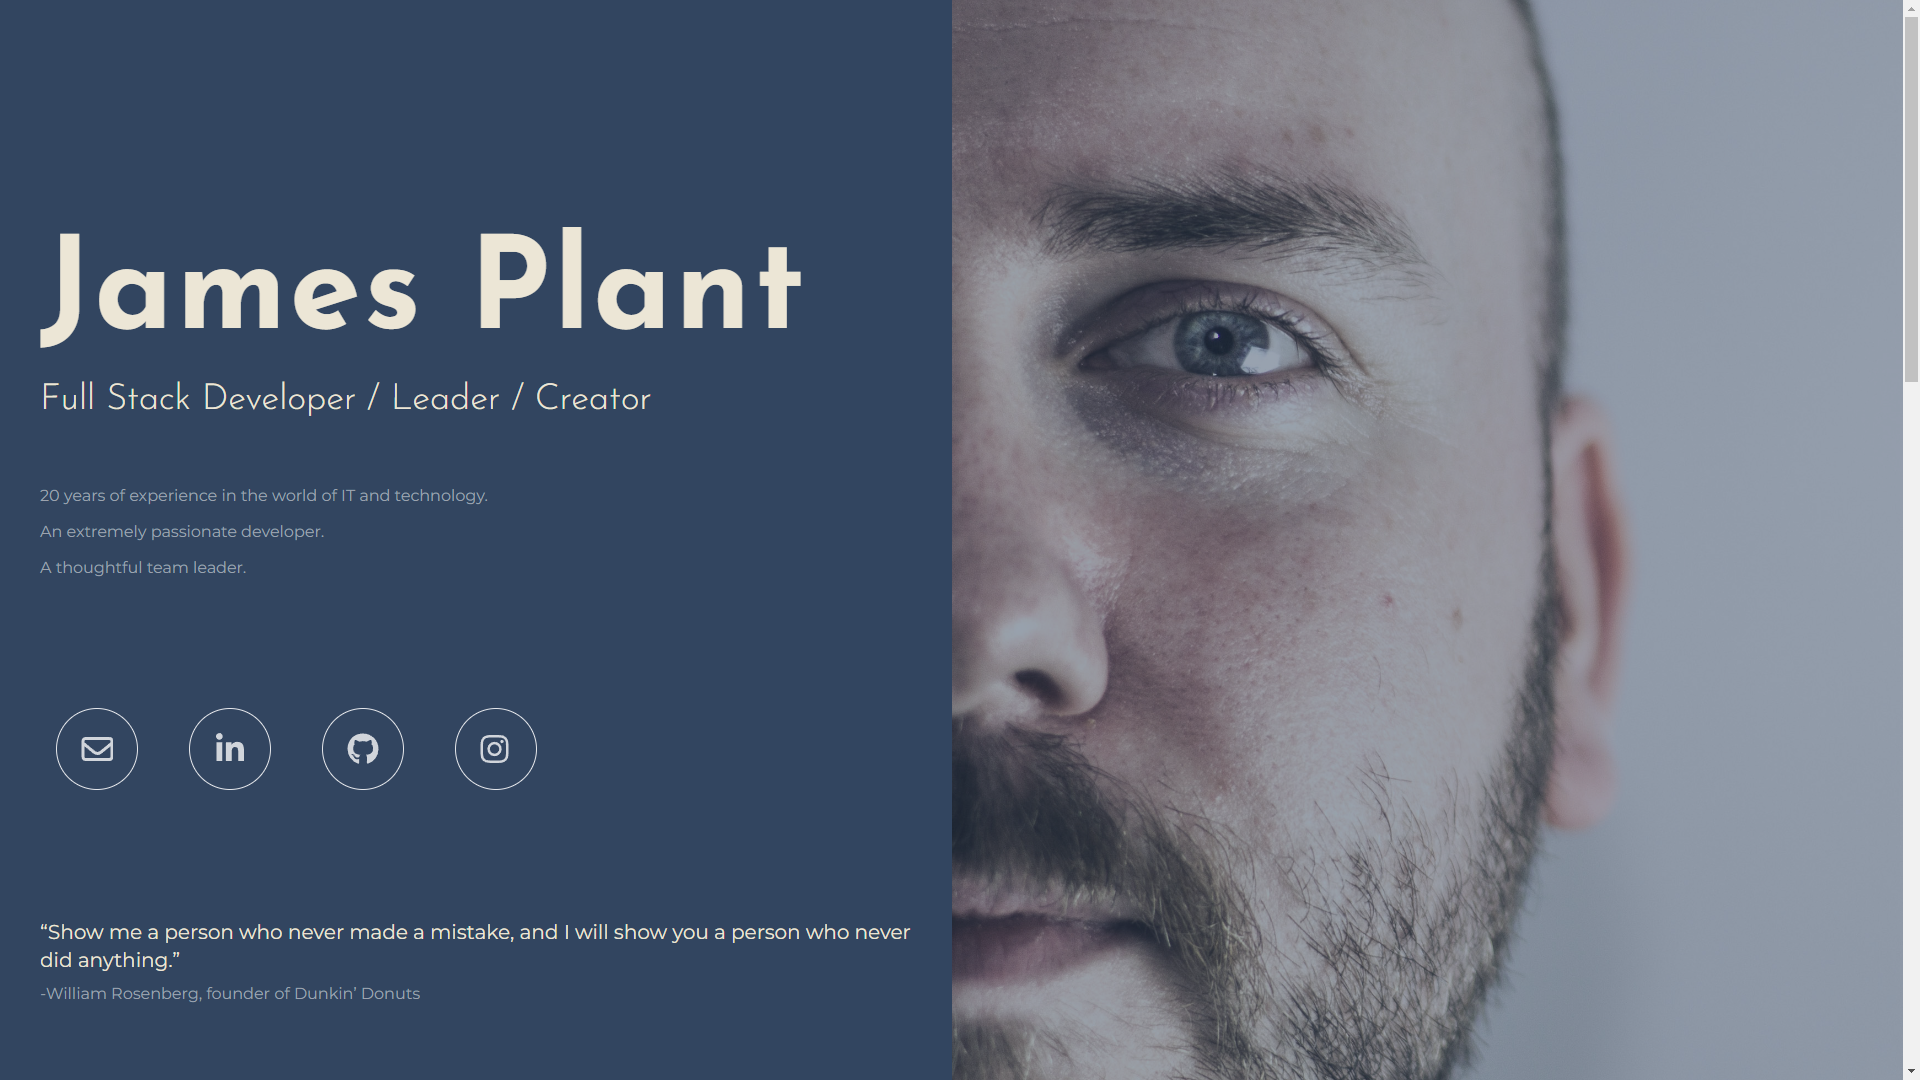 James Plant
Full Stack Developer / Leader / Creator
20 years of experience in the world of IT and technology.
An extremely passionate developer.
A thoughtful team leader.
in
“Show me a person who never made a mistake, and I will show you a person who never
did anything.”
-William Rosenberg, founder of Dunkin’ Donuts